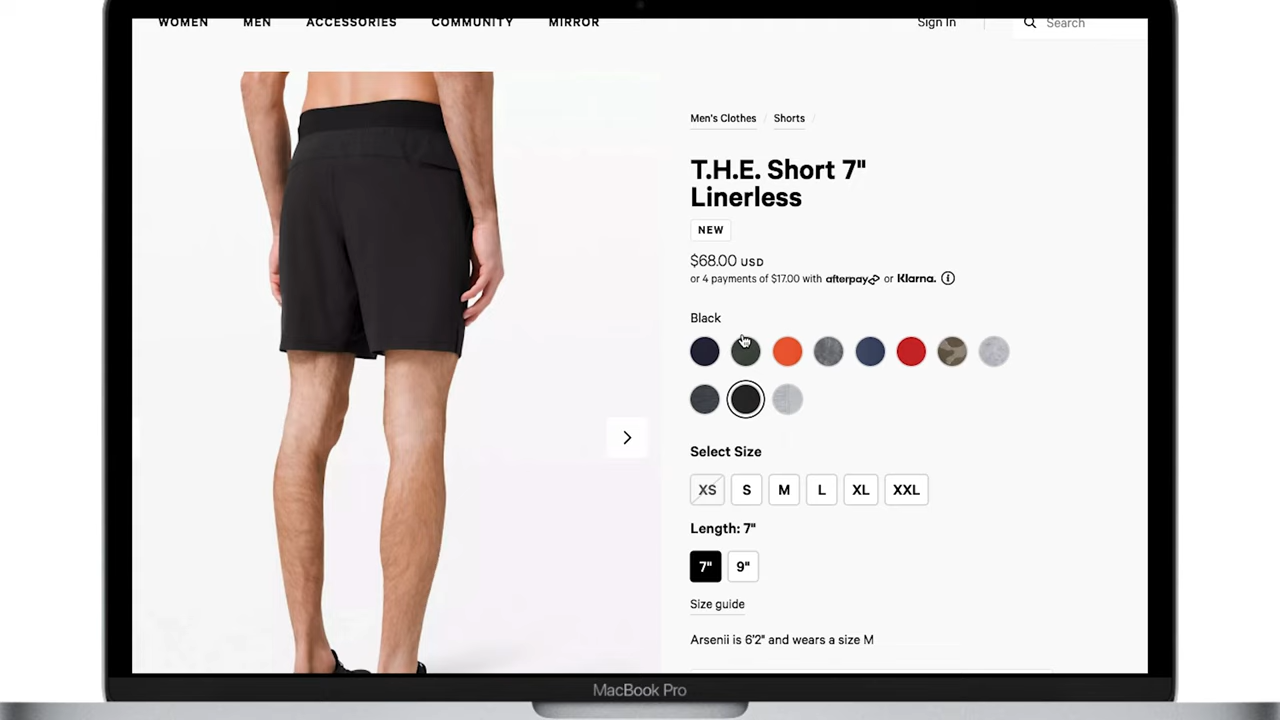 WOMEN MEN ACCESSORIES COMMUNITY MIRROR Sign In Search
Men's Clothes / Shorts /
T.H.E. Short 7"
Linerless
NEW
$68.00 USD
or 4 payments of $17.00 with afterpay or Klarna.
Black
Select Size
XS S M L XL XXL
Length: 7"
7" 9"
Size guide
Arsenii is 6'2" and wears a size M
MacBook Pro